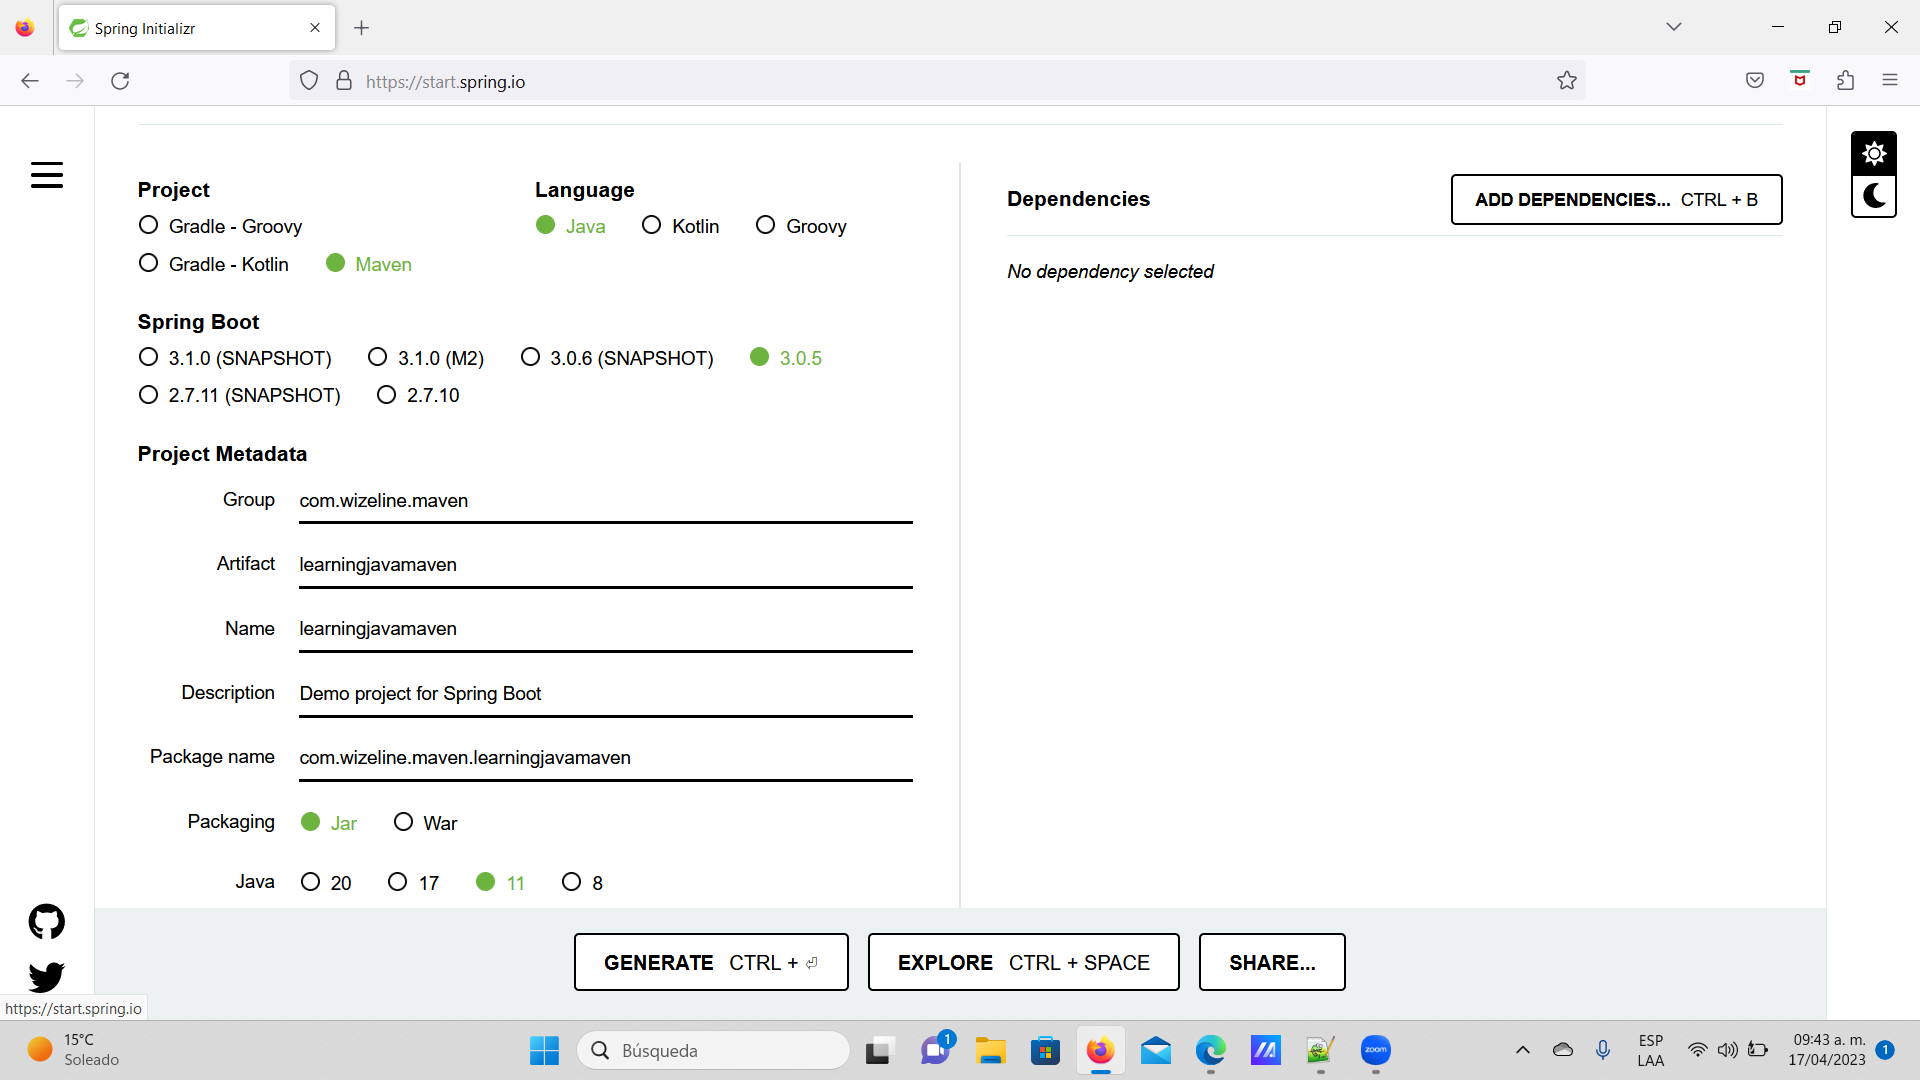 Spring Initializr
https://start.spring.io
Project
Gradle - Groovy
Gradle - Kotlin Maven
Language
Java Kotlin Groovy
Spring Boot
3.1.0 (SNAPSHOT) 3.1.0 (M2) 3.0.6 (SNAPSHOT) 3.0.5
2.7.11 (SNAPSHOT) 2.7.10
Project Metadata
Group com.wizeline.maven
Artifact learningjavamaven
Name learningjavamaven
Description Demo project for Spring Boot
Package name com.wizeline.maven.learningjavamaven
Packaging Jar War
Java 20 17 11 8
Dependencies ADD DEPENDENCIES... CTRL + B
No dependency selected
GENERATE CTRL + ⏎ EXPLORE CTRL + SPACE SHARE...
https://start.spring.io
15°C
Soleado
Búsqueda
1
zoom
ESP
LAA
09:43 a. m.
17/04/2023
1